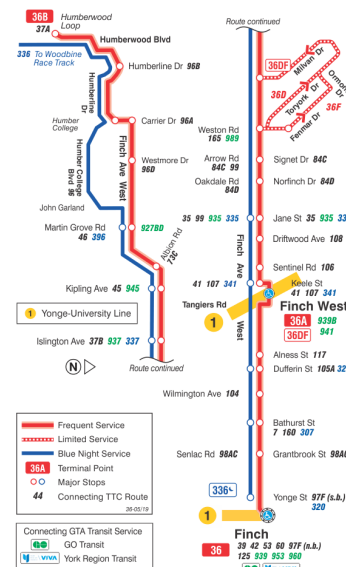 36B
37A
Humberwood
Loop
Humberwood Blvd
336 To Woodbine
Race Track
Humberline Dr 96B
Humberline Dr
Humber
College
Carrier Dr 96A
Finch Ave West
Westmore Dr
96D
Humber College
Blvd 96
John Garland
Martin Grove Rd
46 396
927BD
Albion Rd
73C
Kipling Ave 45 945
1 Yonge-University Line
Islington Ave 37B 937 337
N
Route continued
Frequent Service
Limited Service
Blue Night Service
36A Terminal Point
Major Stops
44 Connecting TTC Route
36-05/19
Connecting GTA Transit Service
GO GO Transit
VIVA York Region Transit
Route continued
36DF
Milvan Dr
36D
Toryork Dr
36F
Fenmar Dr
Weston Rd
165 989
Arrow Rd
84C 99
Signet Dr 84C
Oakdale Rd
84D
Norfinch Dr 84D
35 99 935 335
Jane St 35 935
Finch Ave West
Driftwood Ave 108
Sentinel Rd 106
41 107 341
Keele St
41 107 341
Tangiers Rd
1
Finch West
36A 939B
36DF 941
Alness St 117
Dufferin St 105A
Wilmington Ave 104
Bathurst St
7 160 307
Senlac Rd 98AC
Grantbrook St
336
Yonge St 97F (s.b.)
320
1
Finch
36
39 42 53 60 97F (n.b.)
125 939 953 960